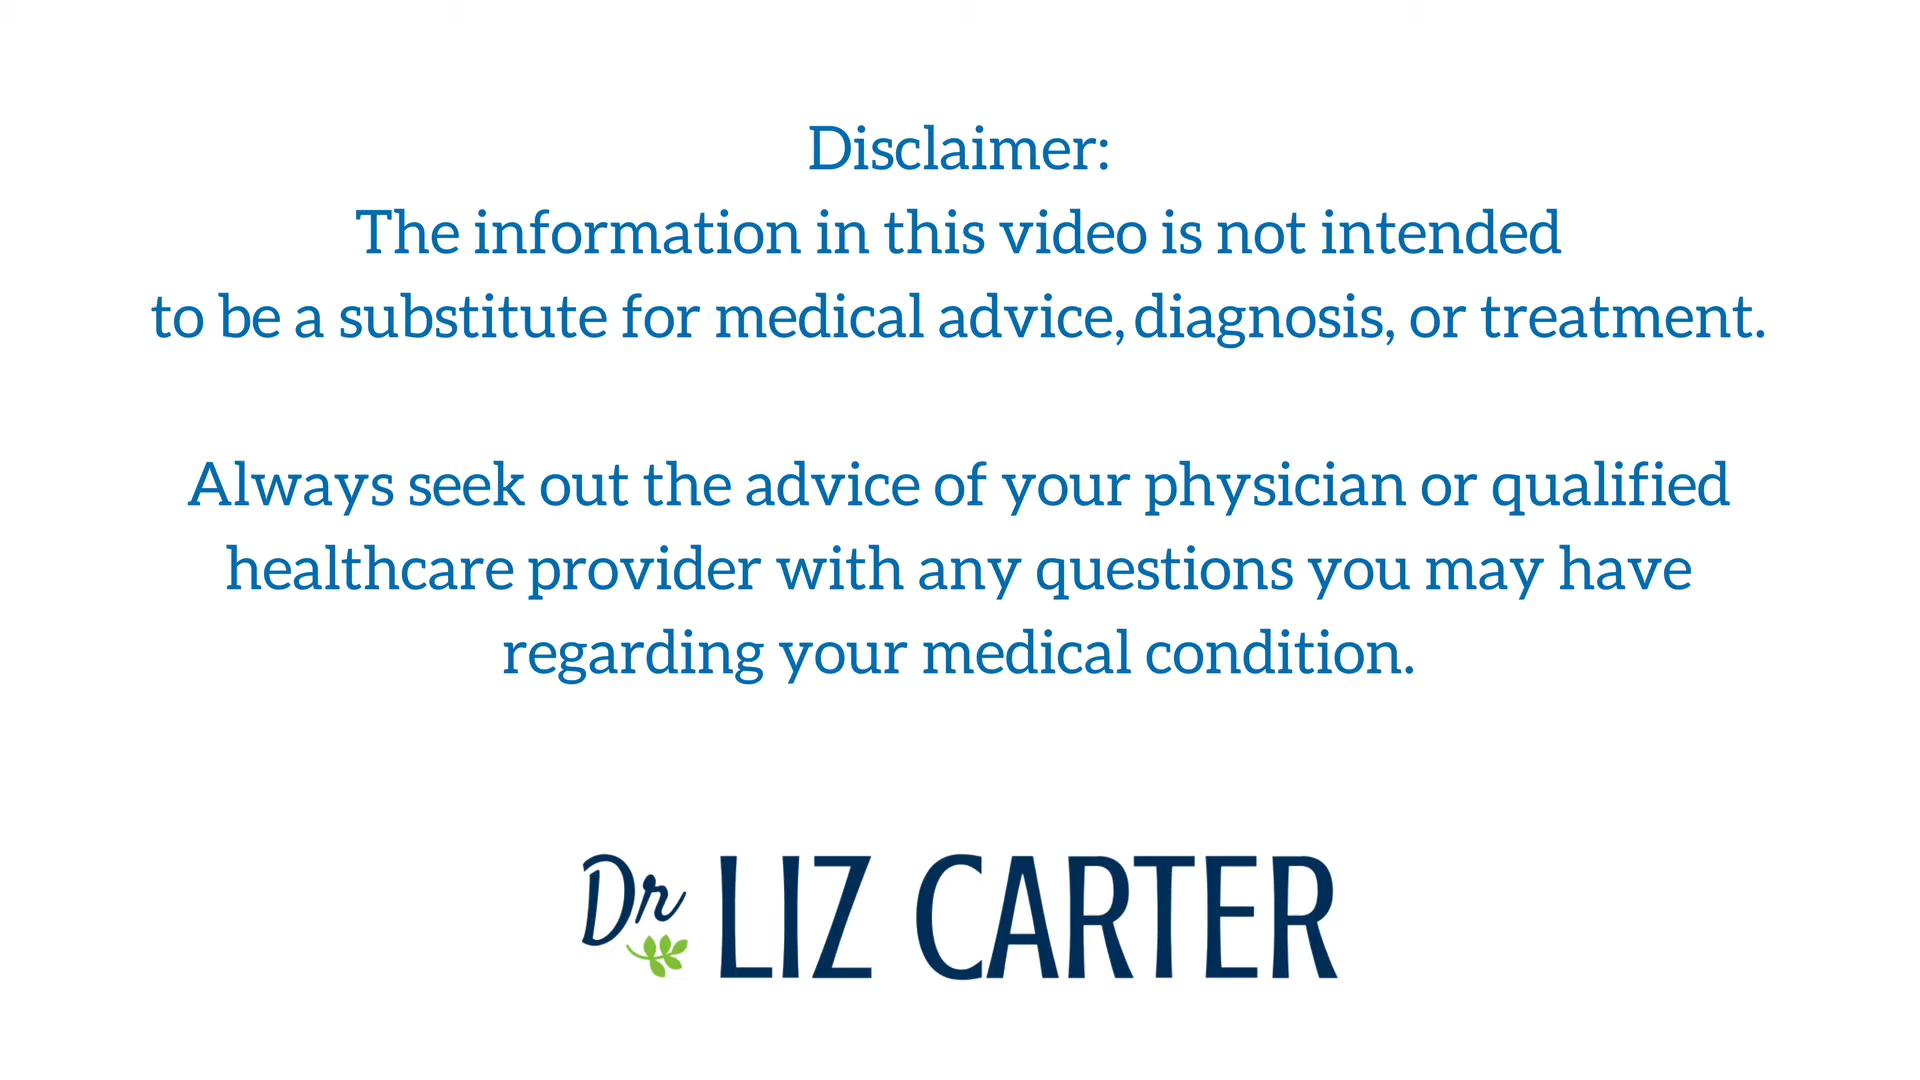 Disclaimer:
The information in this video is not intended
to be a substitute for medical advice, diagnosis, or treatment.
Always seek out the advice of your physician or qualified
healthcare provider with any questions you may have
regarding your medical condition.
Dr LIZ CARTER